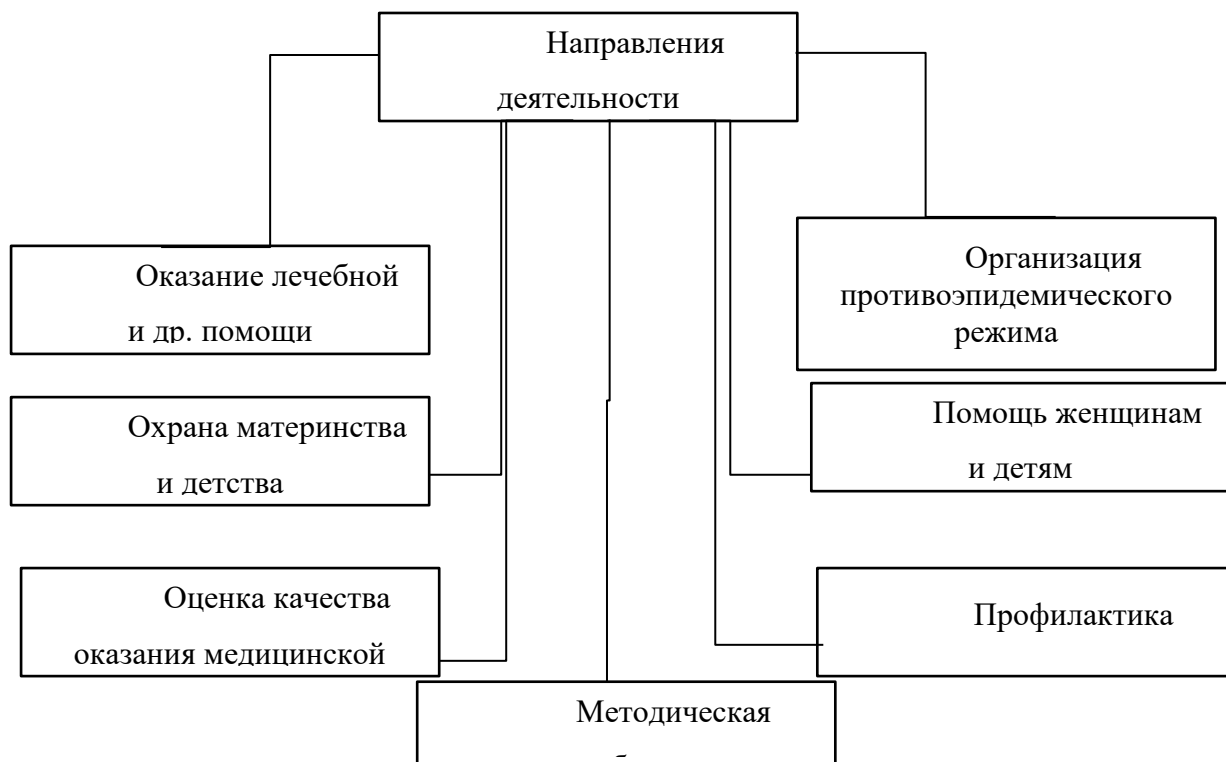 Направления
деятельности
Оказание лечебной
и др. помощи
Организация
противоэпидемического
режима
Охрана материнства
и детства
Помощь женщинам
и детям
Оценка качества
оказания медицинской
Профилактика
Методическая